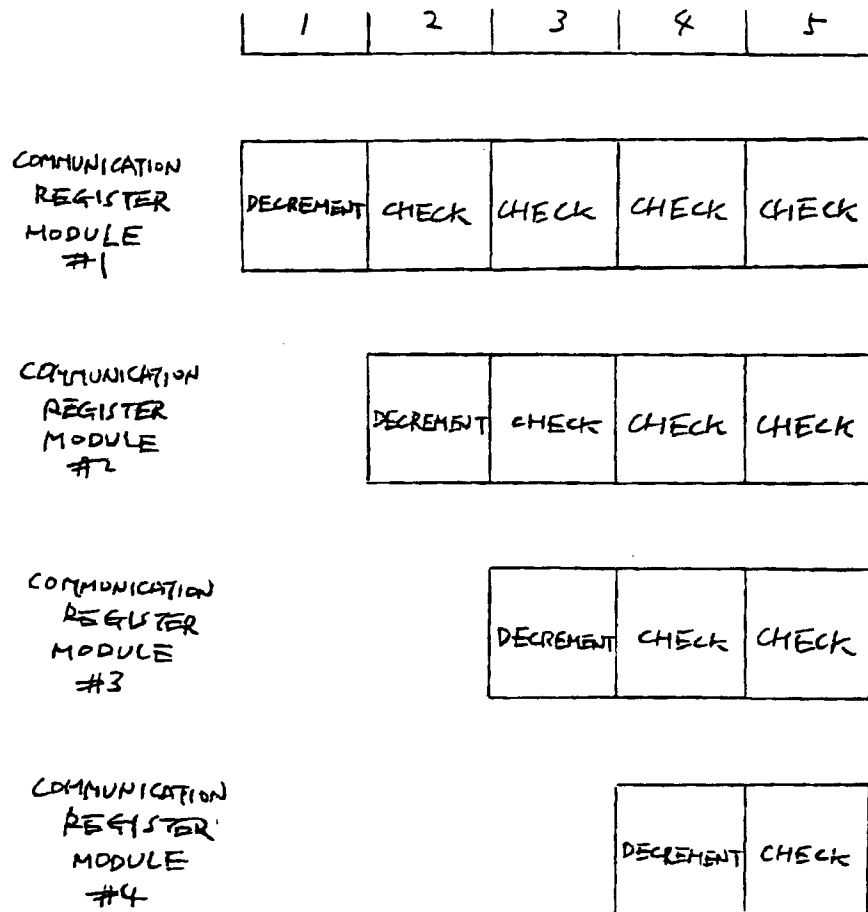 1 2 3 4 5
COMMUNICATION
REGISTER
MODULE
#1
DECREMENT CHECK CHECK CHECK CHECK
COMMUNICATION
REGISTER
MODULE
#2
DECREMENT CHECK CHECK CHECK
COMMUNICATION
REGISTER
MODULE
#3
DECREMENT CHECK CHECK
COMMUNICATION
REGISTER
MODULE
#4
DECREMENT CHECK